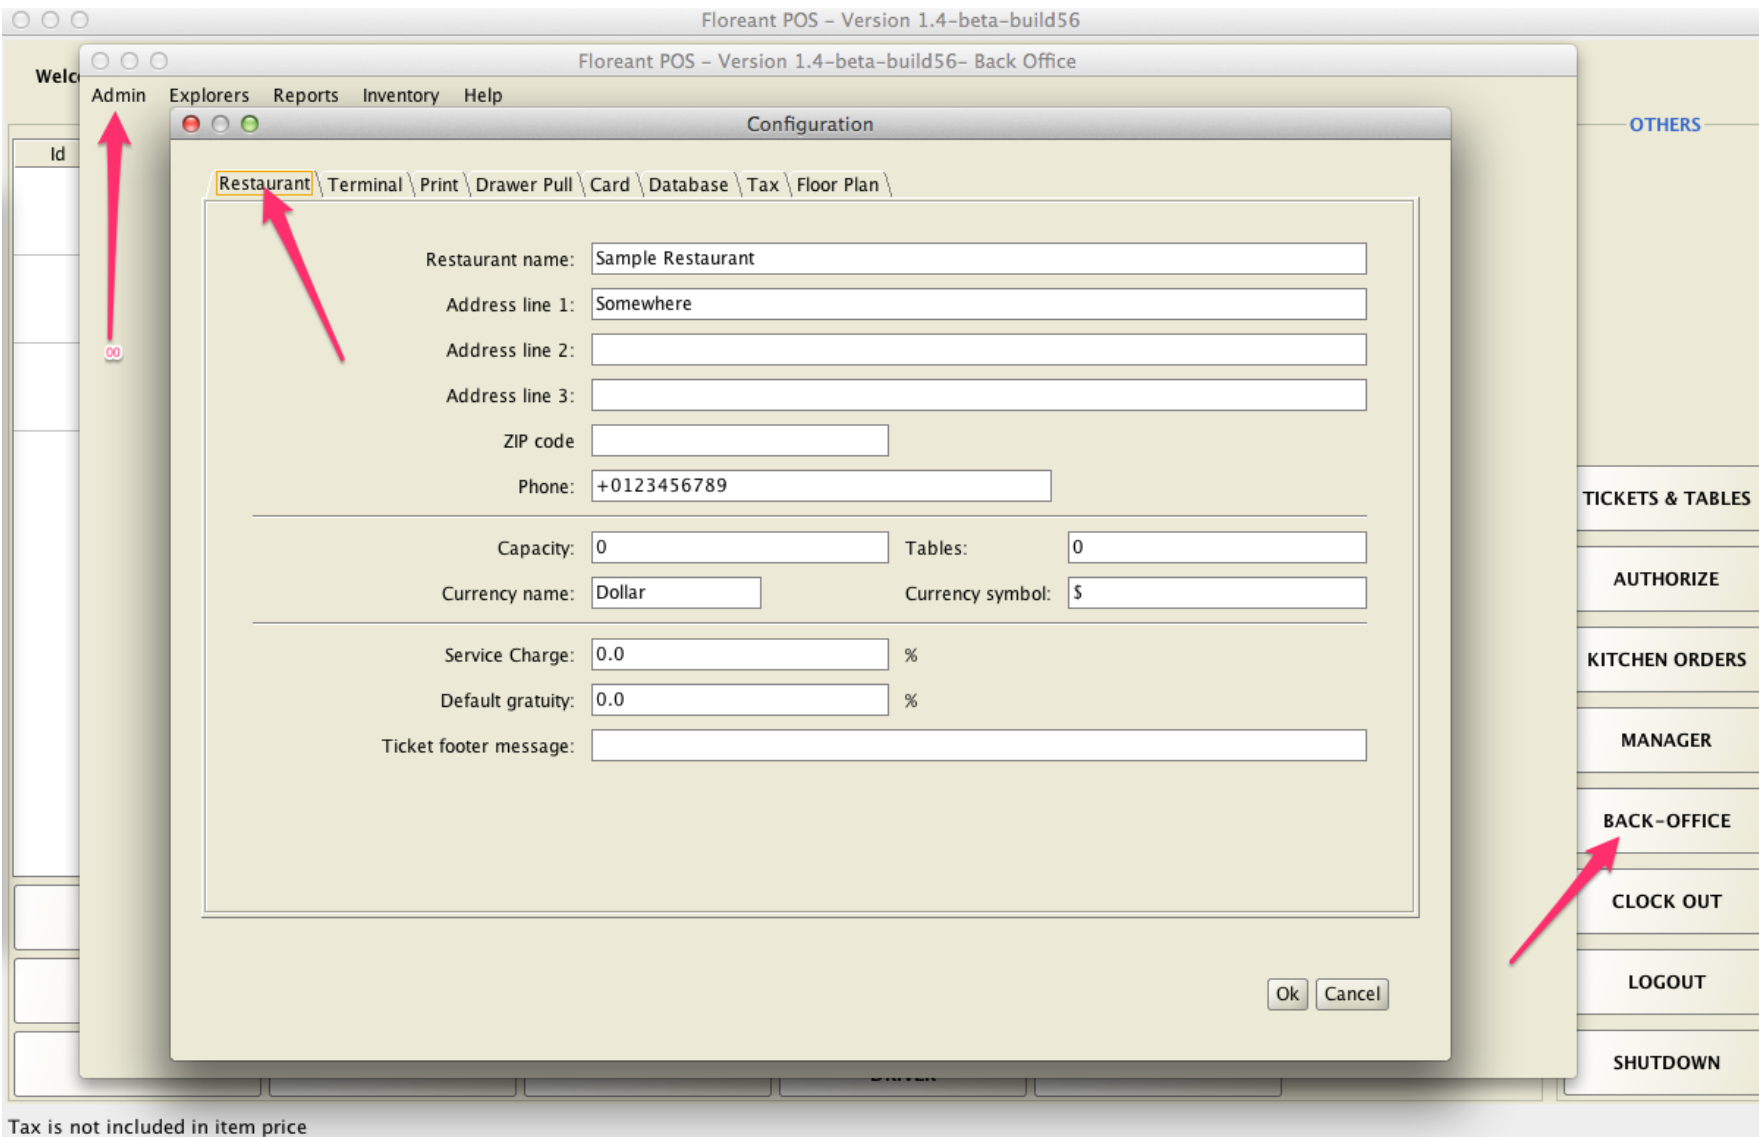 Floreant POS – Version 1.4-beta-build56
Floreant POS – Version 1.4-beta-build56- Back Office
Admin Explorers Reports Inventory Help
Configuration
OTHERS
Id
Restaurant Terminal Print Drawer Pull Card Database Tax Floor Plan
Restaurant name: Sample Restaurant
Address line 1: Somewhere
Address line 2:
Address line 3:
00
ZIP code
Phone: +0123456789
TICKETS & TABLES
Capacity: 0 Tables: 0
AUTHORIZE
Currency name: Dollar Currency symbol: $
Service Charge: 0.0 %
KITCHEN ORDERS
Default gratuity: 0.0 %
Ticket footer message:
MANAGER
BACK-OFFICE
CLOCK OUT
LOGOUT
Ok Cancel
SHUTDOWN
Tax is not included in item price